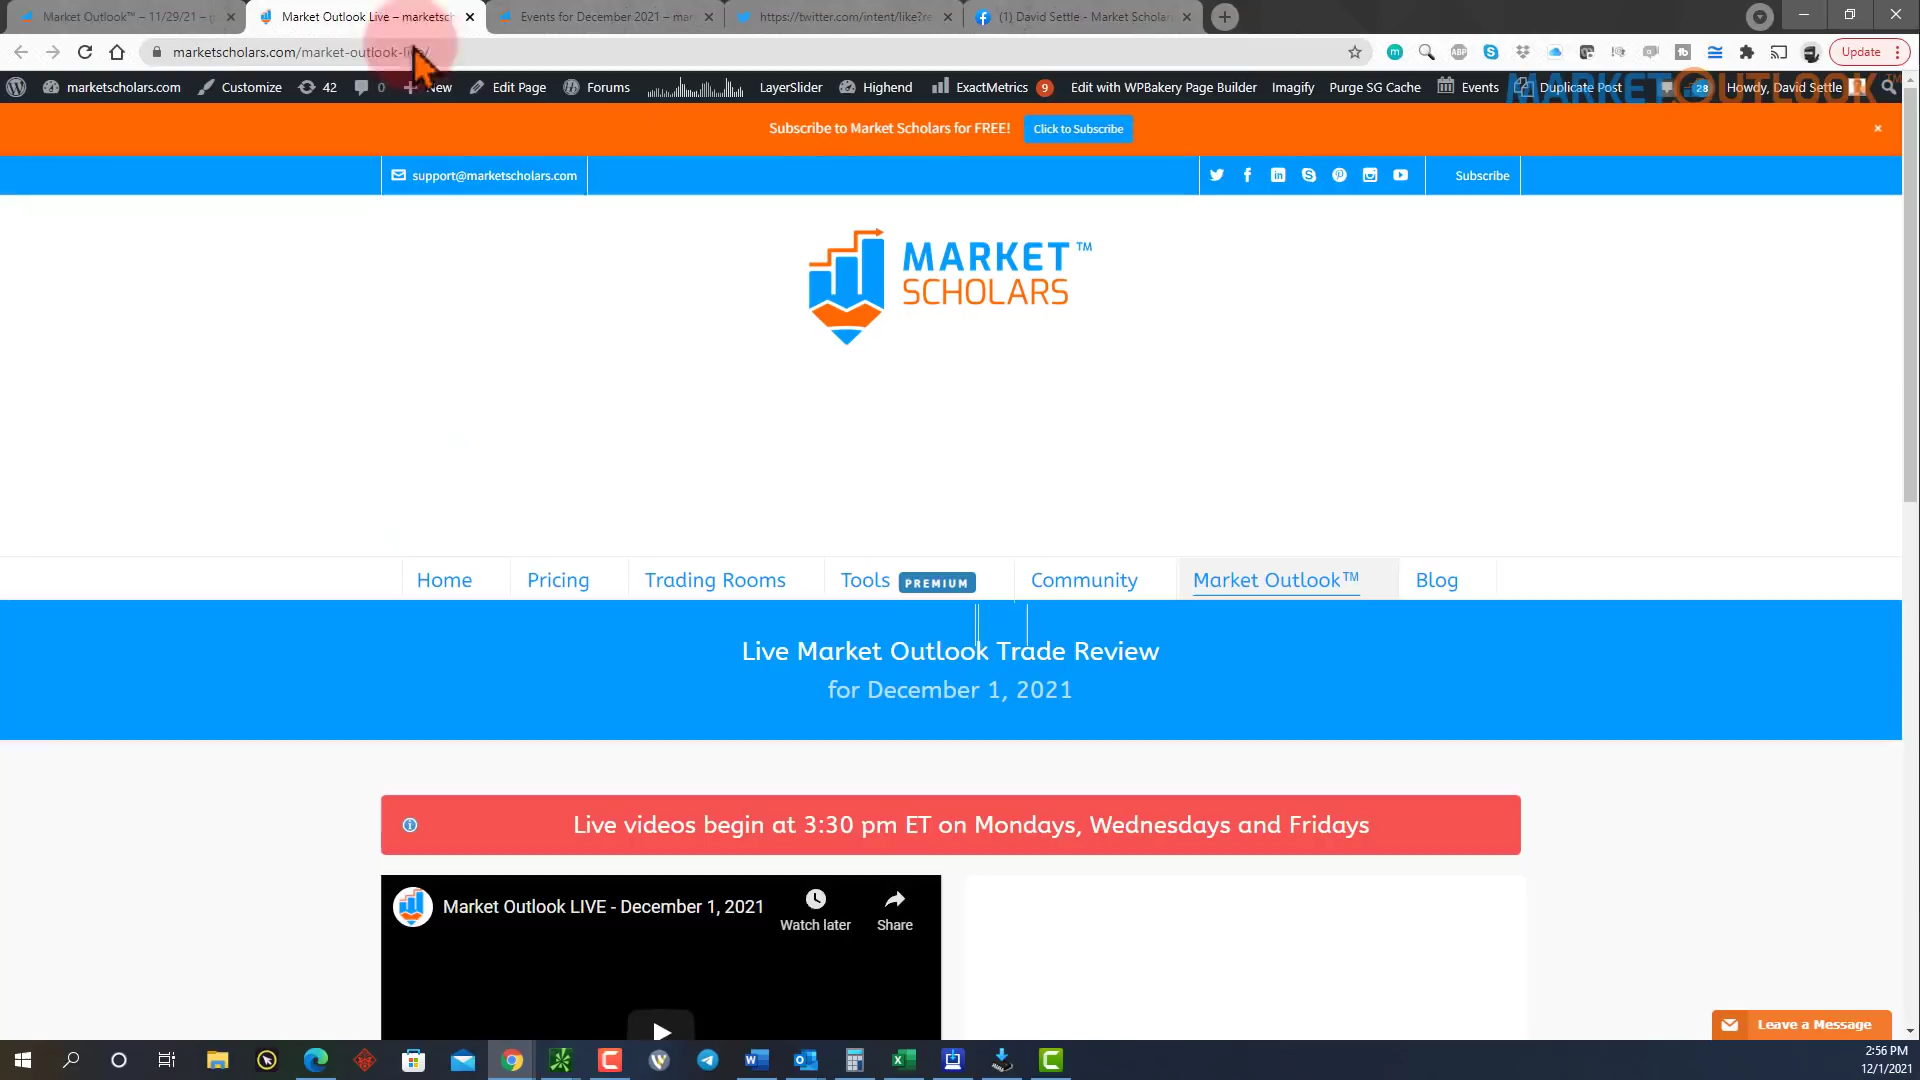 Market Outlook™ – 11/29/21 –
Market Outlook Live – marketsch
Events for December 2021 – mar
https://twitter.com/intent/like?re
(1) David Settle - Market Scholar
marketscholars.com/market-outlook-live/
Update
marketscholars.com
Customize
42
0
New
Edit Page
Forums
LayerSlider
Highend
ExactMetrics 9
Edit with WPBakery Page Builder
Imagify
Purge SG Cache
Events
Duplicate Post
28
Howdy, David Settle
MARKETOUTLOOK™
Subscribe to Market Scholars for FREE!
Click to Subscribe
×
support@marketscholars.com
Subscribe
MARKET™
SCHOLARS
Home
Pricing
Trading Rooms
Tools PREMIUM
Community
Market Outlook™
Blog
Live Market Outlook Trade Review
for December 1, 2021
Live videos begin at 3:30 pm ET on Mondays, Wednesdays and Fridays
Market Outlook LIVE - December 1, 2021
Watch later
Share
Leave a Message
2:56 PM
12/1/2021